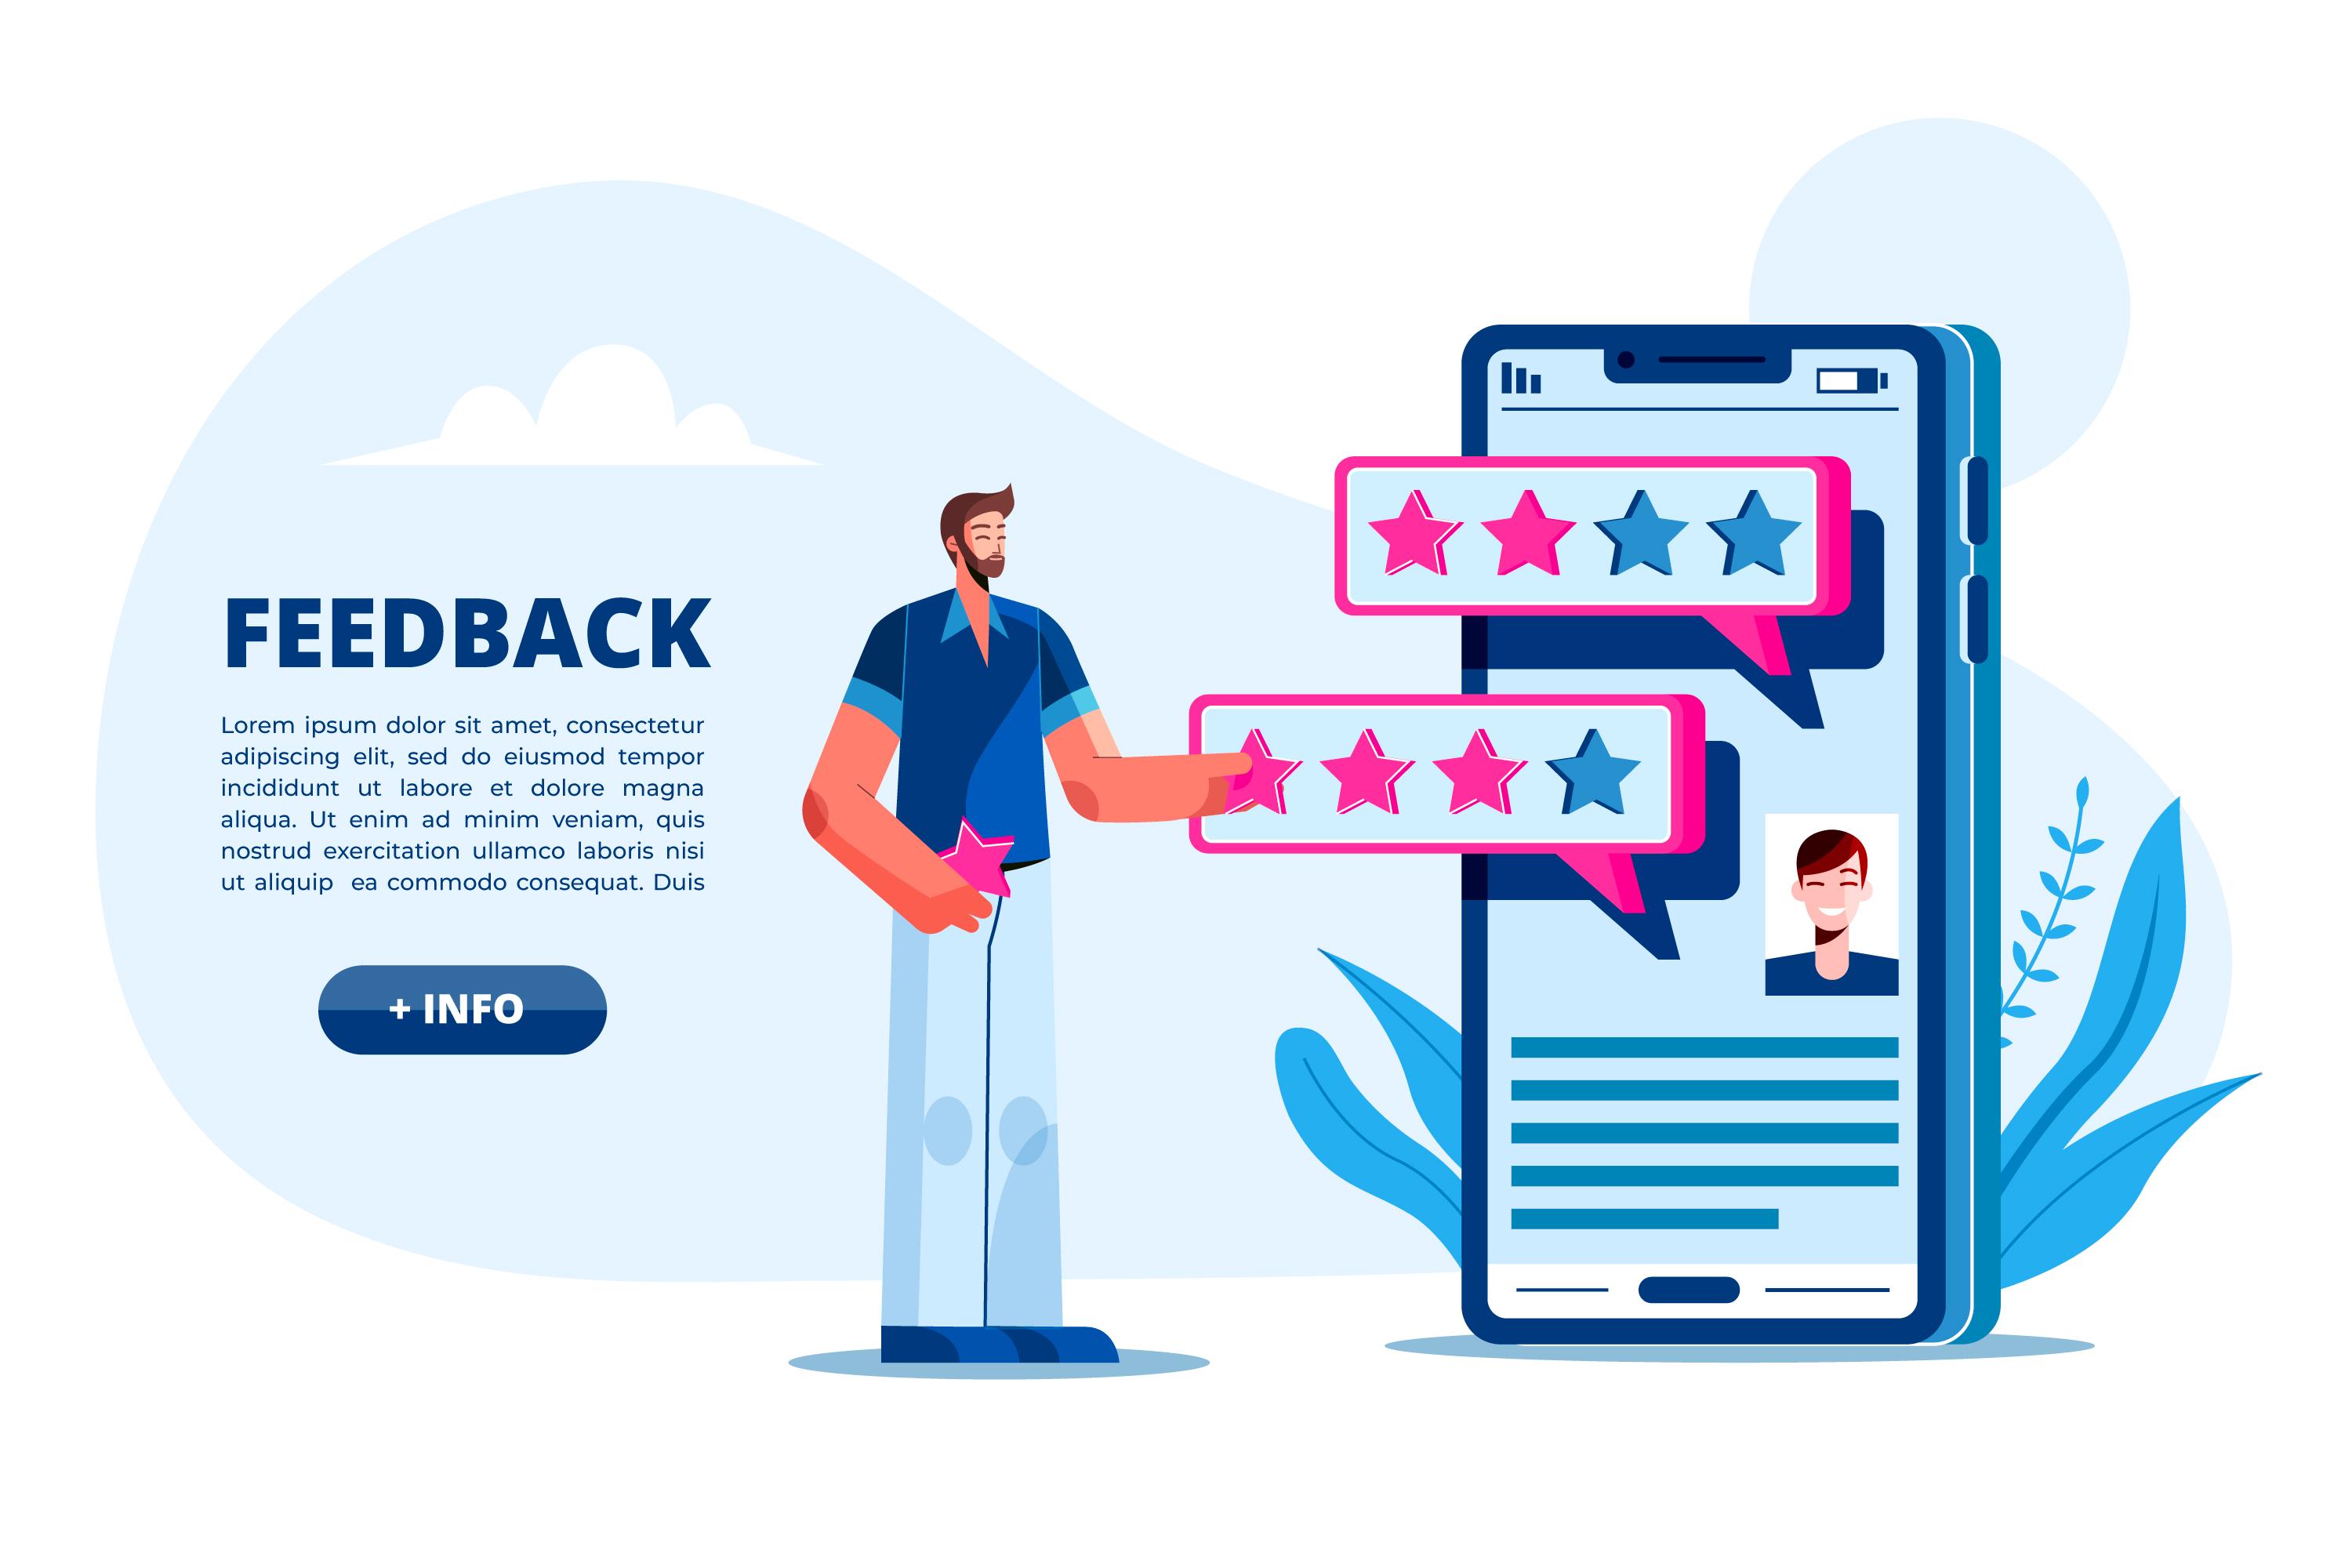 FEEDBACK
Lorem ipsum dolor sit amet, consectetur
adipiscing elit, sed do eiusmod tempor
incididunt ut labore et dolore magna
aliqua. Ut enim ad minim veniam, quis
nostrud exercitation ullamco laboris nisi
ut aliquip ea commodo consequat. Duis
+ INFO